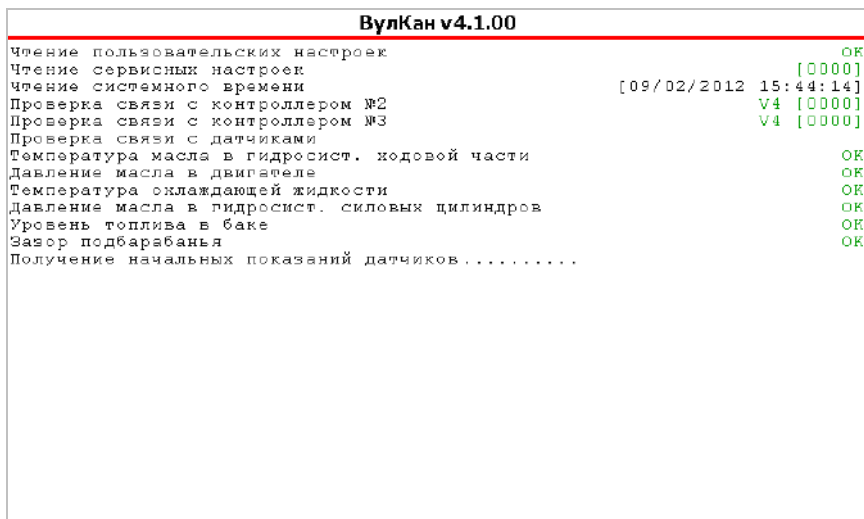 ВулКан v4.1.00
Чтение пользовательских настроек OK
Чтение сервисных настроек [0000]
Чтение системного времени [09/02/2012 15:44:14]
Проверка связи с контроллером №2 V4 [0000]
Проверка связи с контроллером №3 V4 [0000]
Проверка связи с датчиками
Температура масла в гидросист. ходовой части OK
Давление масла в двигателе OK
Температура охлаждающей жидкости OK
Давление масла в гидросист. силовых цилиндров OK
Уровень топлива в баке OK
Зазор подбарабанья OK
Получение начальных показаний датчиков..........